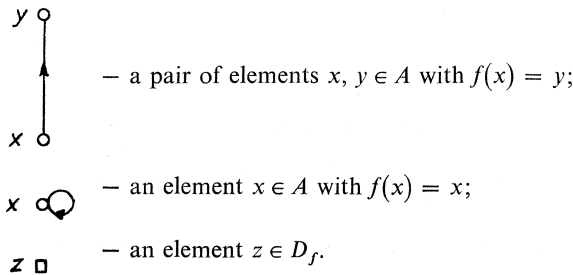 y
— a pair of elements x, y ∈ A with f(x) = y;
x
x — an element x ∈ A with f(x) = x;
z — an element z ∈ D_f.